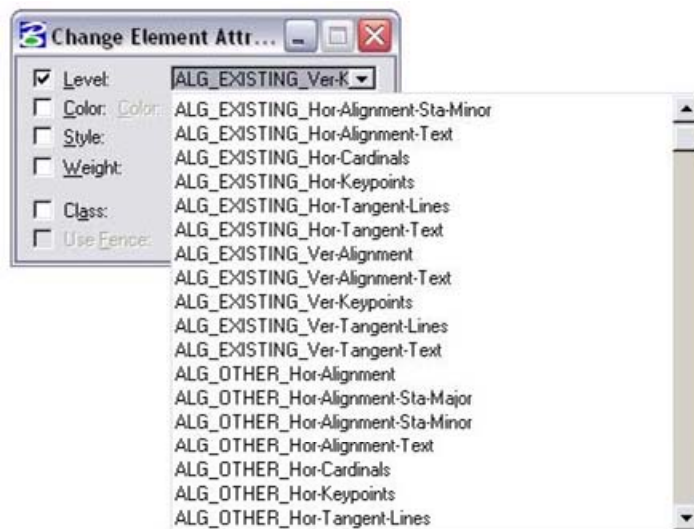 Change Element Attr...
Level: ALG_EXISTING_Ver-K
Color: Color:
Style:
Weight:
Class:
Use Fence:
ALG_EXISTING_Hor-Alignment-Sta-Minor
ALG_EXISTING_Hor-Alignment-Text
ALG_EXISTING_Hor-Cardinals
ALG_EXISTING_Hor-Keypoints
ALG_EXISTING_Hor-Tangent-Lines
ALG_EXISTING_Hor-Tangent-Text
ALG_EXISTING_Ver-Alignment
ALG_EXISTING_Ver-Alignment-Text
ALG_EXISTING_Ver-Keypoints
ALG_EXISTING_Ver-Tangent-Lines
ALG_EXISTING_Ver-Tangent-Text
ALG_OTHER_Hor-Alignment
ALG_OTHER_Hor-Alignment-Sta-Major
ALG_OTHER_Hor-Alignment-Sta-Minor
ALG_OTHER_Hor-Alignment-Text
ALG_OTHER_Hor-Cardinals
ALG_OTHER_Hor-Keypoints
ALG_OTHER_Hor-Tangent-Lines